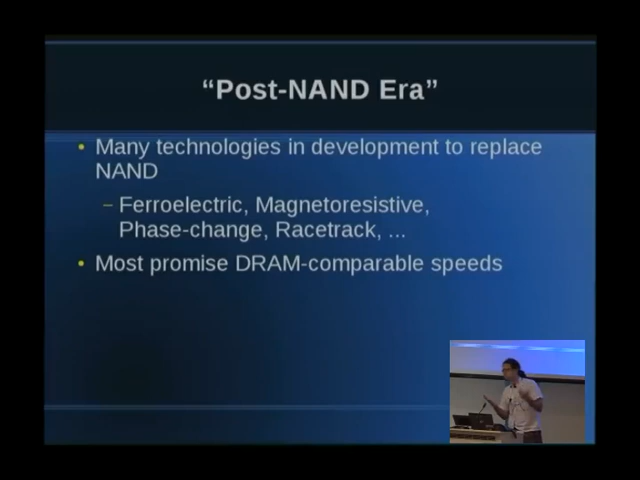 “Post-NAND Era”
• Many technologies in development to replace
NAND
– Ferroelectric, Magnetoresistive,
Phase-change, Racetrack, ...
• Most promise DRAM-comparable speeds